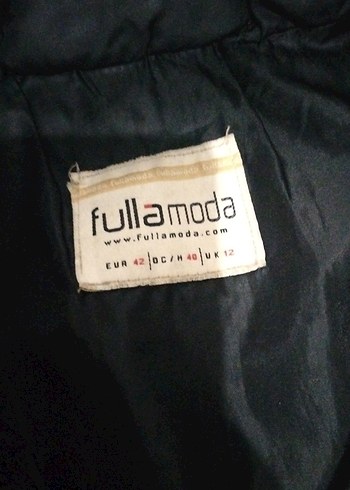 fullamoda
www.fullamoda.com
EUR 42 | DC/H 40 | UK 12